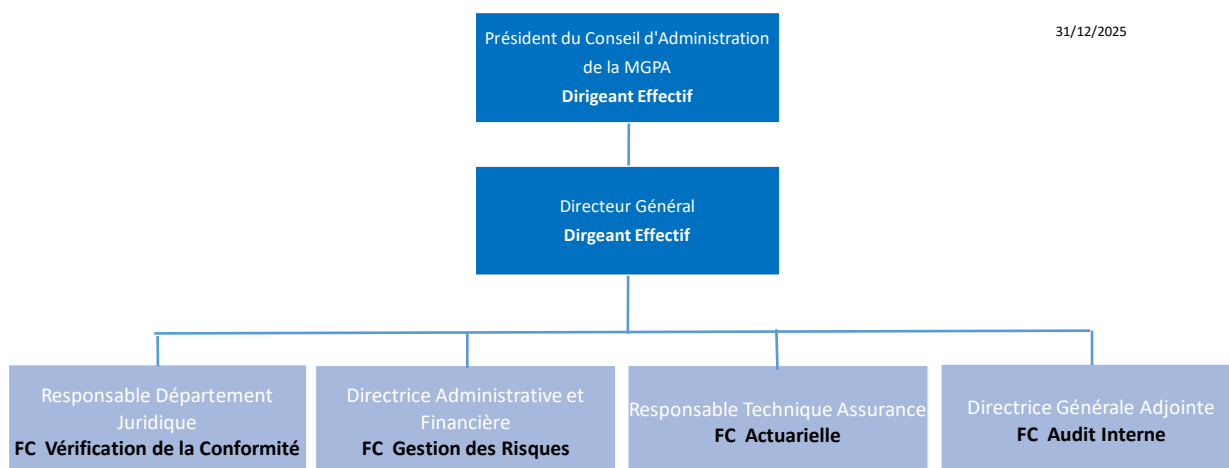 31/12/2025
Président du Conseil d'Administration
de la MGPA
Dirigeant Effectif
Directeur Général
Dirgeant Effectif
Responsable Département
Juridique
FC Vérification de la Conformité
Directrice Administrative et
Financière
FC Gestion des Risques
Responsable Technique Assurance
FC Actuarielle
Directrice Générale Adjointe
FC Audit Interne